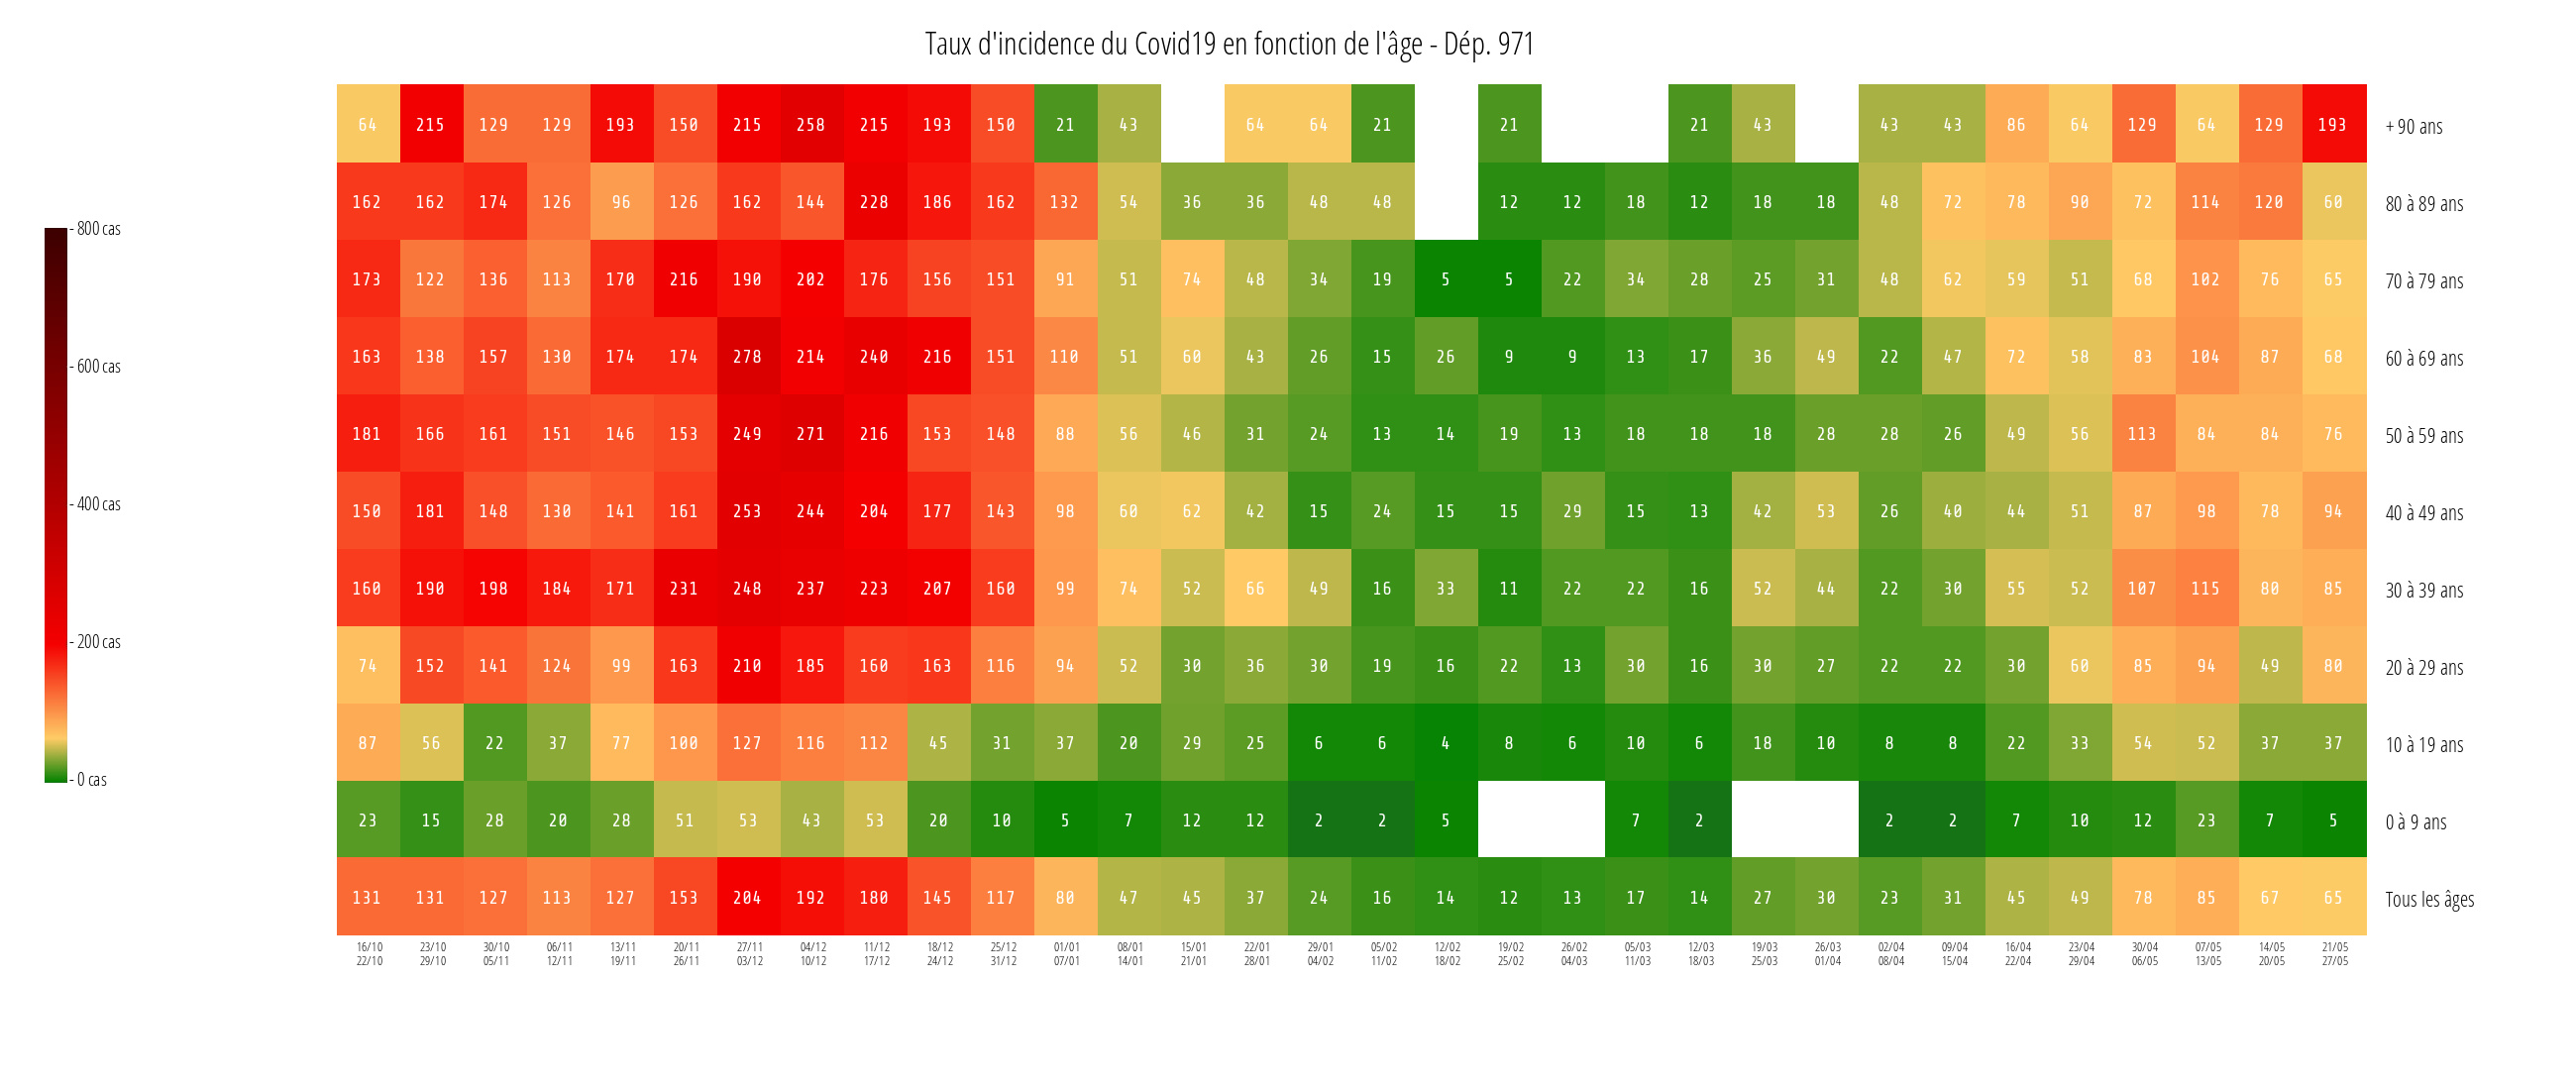 Taux d'incidence du Covid19 en fonction de l'âge - Dép. 971
- 800 cas
- 600 cas
- 400 cas
- 200 cas
- 0 cas
64 215 129 129 193 150 215 258 215 193 150 21 43 64 64 21 21 21 43 43 43 86 64 129 64 129 193 + 90 ans
162 162 174 126 96 126 162 144 228 186 162 132 54 36 36 48 48 12 12 18 12 18 18 48 72 78 90 72 114 120 60 80 à 89 ans
173 122 136 113 170 216 190 202 176 156 151 91 51 74 48 34 19 5 5 22 34 28 25 31 48 62 59 51 68 102 76 65 70 à 79 ans
163 138 157 130 174 174 278 214 240 216 151 110 51 60 43 26 15 26 9 9 13 17 36 49 22 47 72 58 83 104 87 68 60 à 69 ans
181 166 161 151 146 153 249 271 216 153 148 88 56 46 31 24 13 14 19 13 18 18 18 28 28 26 49 56 113 84 84 76 50 à 59 ans
150 181 148 130 141 161 253 244 204 177 143 98 60 62 42 15 24 15 15 29 15 13 42 53 26 40 44 51 87 98 78 94 40 à 49 ans
160 190 198 184 171 231 248 237 223 207 160 99 74 52 66 49 16 33 11 22 22 16 52 44 22 30 55 52 107 115 80 85 30 à 39 ans
74 152 141 124 99 163 210 185 160 163 116 94 52 30 36 30 19 16 22 13 30 16 30 27 22 22 30 60 85 94 49 80 20 à 29 ans
87 56 22 37 77 100 127 116 112 45 31 37 20 29 25 6 6 4 8 6 10 6 18 10 8 8 22 33 54 52 37 37 10 à 19 ans
23 15 28 20 28 51 53 43 53 20 10 5 7 12 12 2 2 5 7 2 2 2 7 10 12 23 7 5 0 à 9 ans
131 131 127 113 127 153 204 192 180 145 117 80 47 45 37 24 16 14 12 13 17 14 27 30 23 31 45 49 78 85 67 65 Tous les âges
16/10 23/10 30/10 06/11 13/11 20/11 27/11 04/12 11/12 18/12 25/12 01/01 08/01 15/01 22/01 29/01 05/02 12/02 19/02 26/02 05/03 12/03 19/03 26/03 02/04 09/04 16/04 23/04 30/04 07/05 14/05 21/05
22/10 29/10 05/11 12/11 19/11 26/11 03/12 10/12 17/12 24/12 31/12 07/01 14/01 21/01 28/01 04/02 11/02 18/02 25/02 04/03 11/03 18/03 25/03 01/04 08/04 15/04 22/04 29/04 06/05 13/05 20/05 27/05